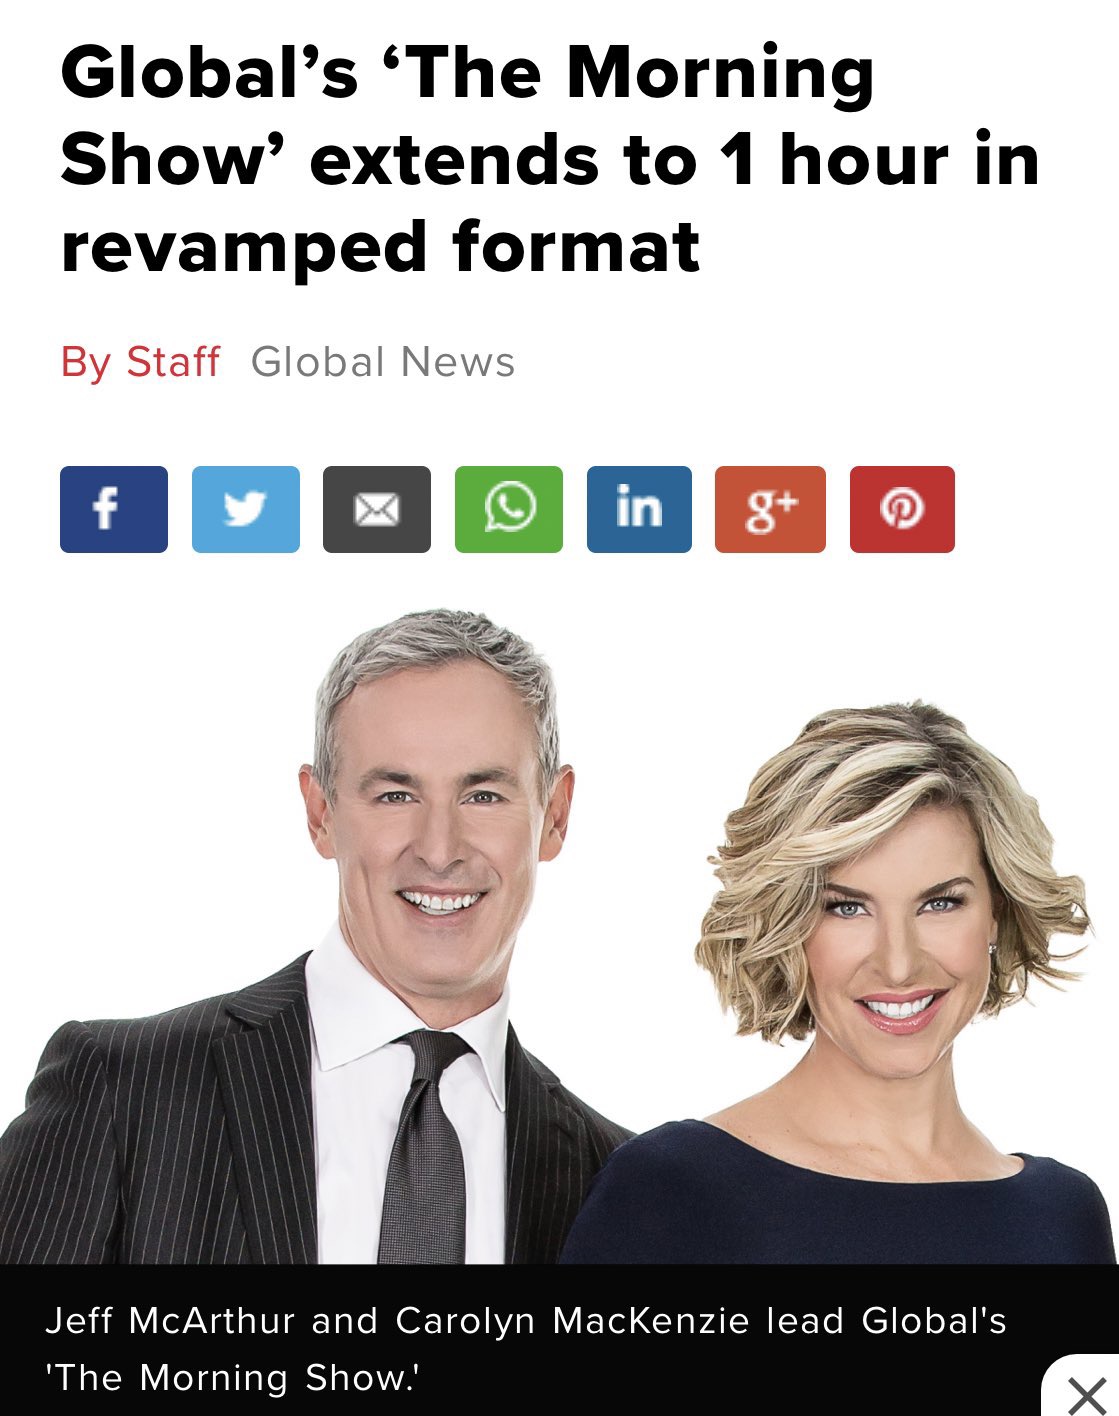 Global’s ‘The Morning
Show’ extends to 1 hour in
revamped format
By Staff Global News
f
in
g+
Jeff McArthur and Carolyn MacKenzie lead Global's
'The Morning Show.'